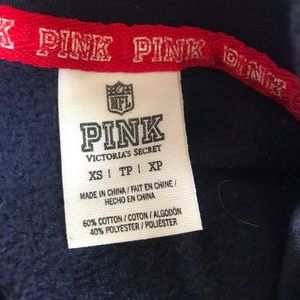 PINK PINK PINK
NFL
PINK
VICTORIA'S SECRET
XS | TP | XP
MADE IN CHINA / FAIT EN CHINE /
HECHO EN CHINA
60% COTTON / COTON / ALGODÓN
40% POLYESTER / POLIÉSTER